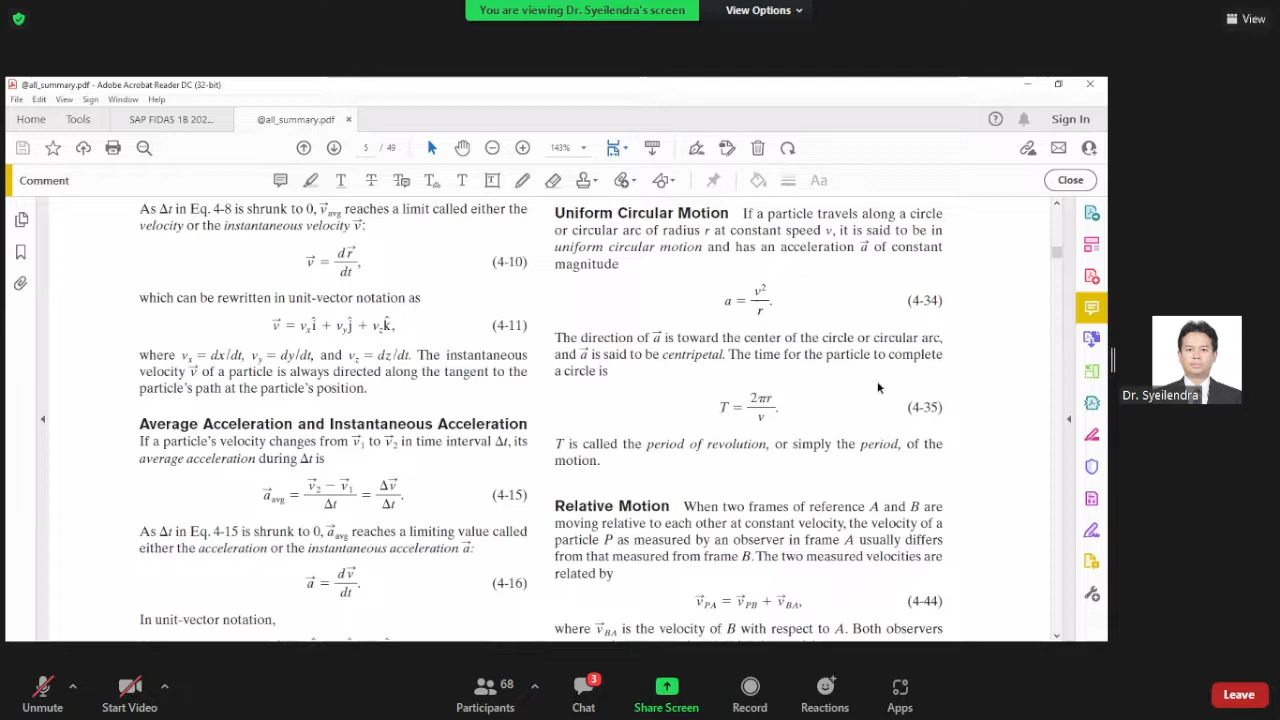 You are viewing Dr. Syeilendra's screen
View Options
View
@all_summary.pdf - Adobe Acrobat Reader DC (32-bit)
File Edit View Sign Window Help
Home Tools SAP FIDAS 1B 202... @all_summary.pdf × Sign In
5 / 49 143%
Comment Aa Close
As Δt in Eq. 4-8 is shrunk to 0, v⃗avg reaches a limit called either the
velocity or the instantaneous velocity v⃗:
v⃗ = dr⃗/dt, (4-10)
which can be rewritten in unit-vector notation as
v⃗ = vxî + vyĵ + vzk̂, (4-11)
where vx = dx/dt, vy = dy/dt, and vz = dz/dt. The instantaneous
velocity v⃗ of a particle is always directed along the tangent to the
particle's path at the particle's position.
Average Acceleration and Instantaneous Acceleration
If a particle's velocity changes from v⃗1 to v⃗2 in time interval Δt, its
average acceleration during Δt is
a⃗avg = (v⃗2 − v⃗1)/Δt = Δv⃗/Δt. (4-15)
As Δt in Eq. 4-15 is shrunk to 0, a⃗avg reaches a limiting value called
either the acceleration or the instantaneous acceleration a⃗:
a⃗ = dv⃗/dt. (4-16)
In unit-vector notation,
Uniform Circular Motion If a particle travels along a circle
or circular arc of radius r at constant speed v, it is said to be in
uniform circular motion and has an acceleration a⃗ of constant
magnitude
a = v²/r. (4-34)
The direction of a⃗ is toward the center of the circle or circular arc,
and a⃗ is said to be centripetal. The time for the particle to complete
a circle is
T = 2πr/v. (4-35)
T is called the period of revolution, or simply the period, of the
motion.
Relative Motion When two frames of reference A and B are
moving relative to each other at constant velocity, the velocity of a
particle P as measured by an observer in frame A usually differs
from that measured from frame B. The two measured velocities are
related by
v⃗PA = v⃗PB + v⃗BA, (4-44)
where v⃗BA is the velocity of B with respect to A. Both observers
Dr. Syeilendra
Unmute Start Video Participants 68 Chat 3 Share Screen Record Reactions Apps Leave